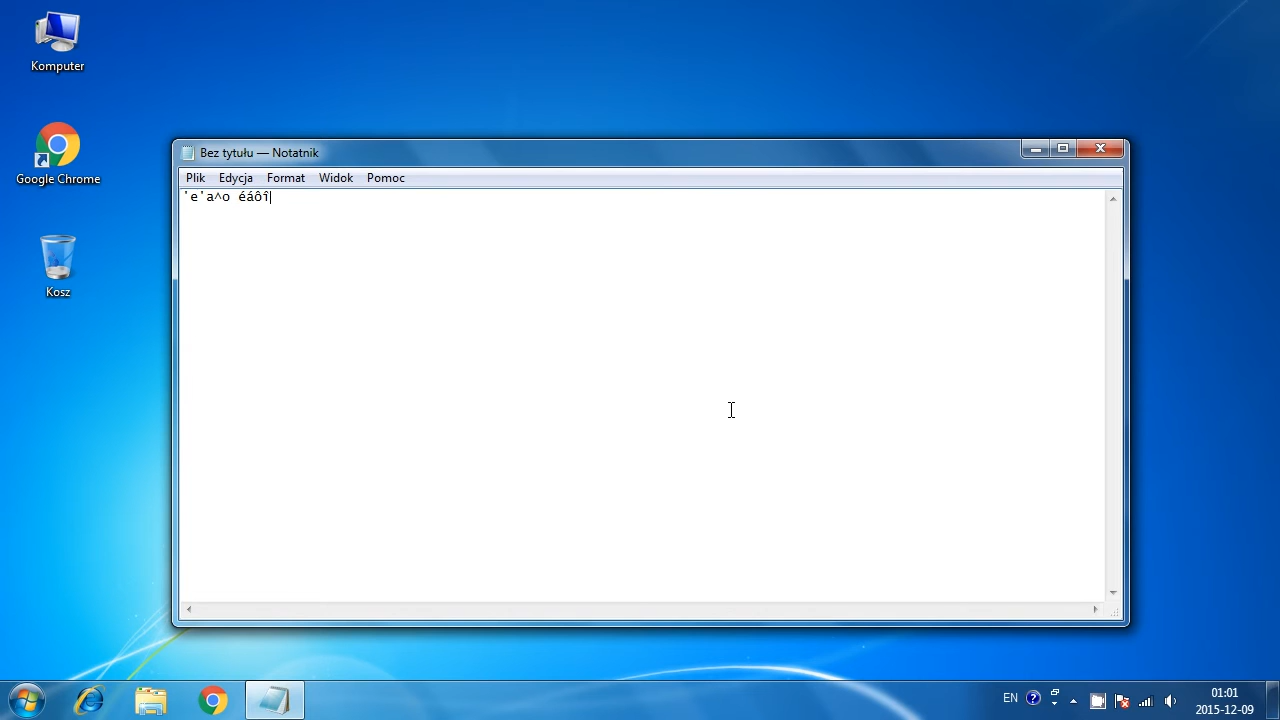 Komputer
Google Chrome
Kosz
Bez tytułu — Notatnik
Plik Edycja Format Widok Pomoc
'e'a^o éáôî
EN
01:01
2015-12-09